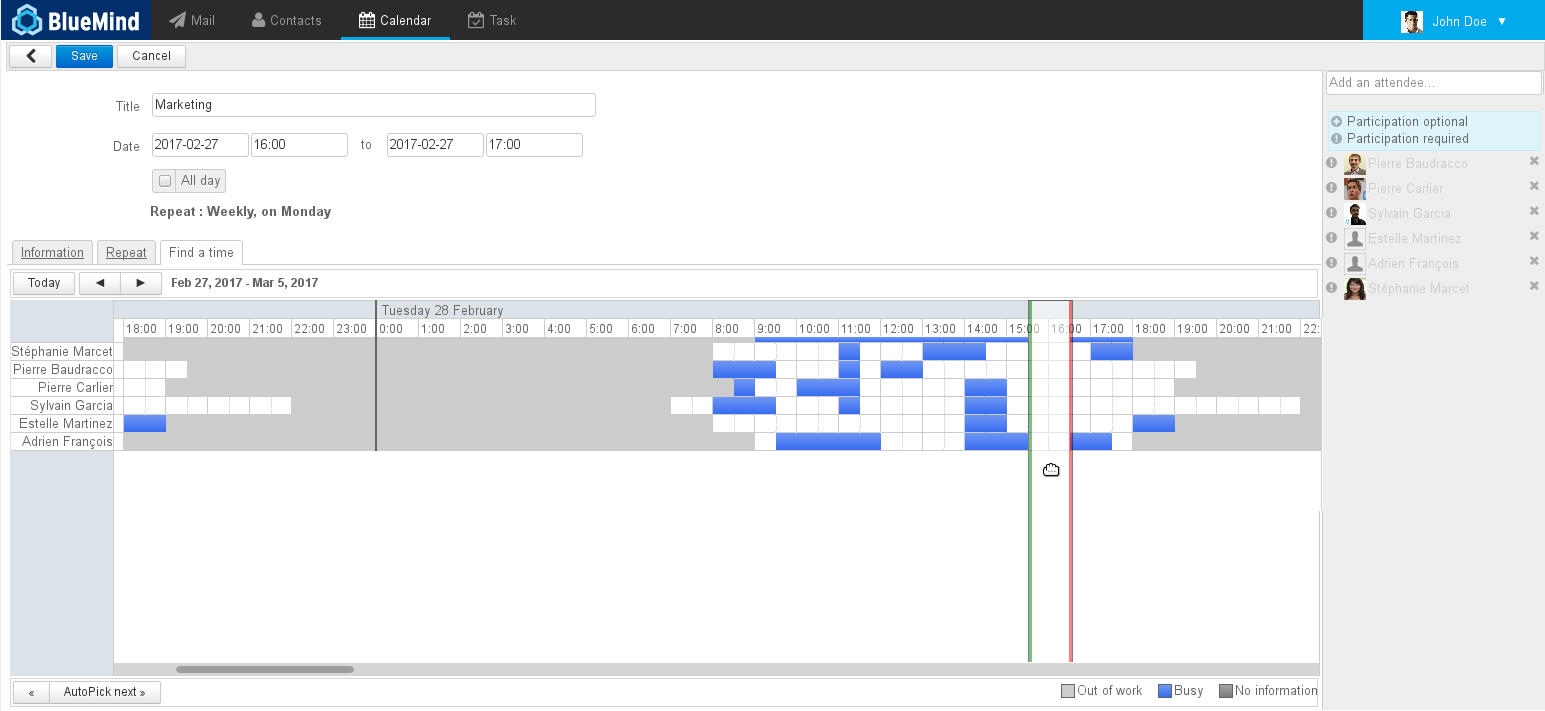 BlueMind Mail Contacts Calendar Task John Doe ▼
Save Cancel
Add an attendee...
Title Marketing
Participation optional
Date 2017-02-27 16:00 to 2017-02-27 17:00
Participation required
Pierre Baudracco
All day
Pierre Carlier
Repeat : Weekly, on Monday
Sylvain Garcia
Estelle Martinez
Information Repeat Find a time
Adrien François
Today ◄ ► Feb 27, 2017 - Mar 5, 2017
Stéphanie Marcet
Tuesday 28 February
18:00 19:00 20:00 21:00 22:00 23:00 0:00 1:00 2:00 3:00 4:00 5:00 6:00 7:00 8:00 9:00 10:00 11:00 12:00 13:00 14:00 15:00 16:00 17:00 18:00 19:00 20:00 21:00 22:
Stéphanie Marcet
Pierre Baudracco
Pierre Carlier
Sylvain Garcia
Estelle Martinez
Adrien François
« AutoPick next » Out of work Busy No information